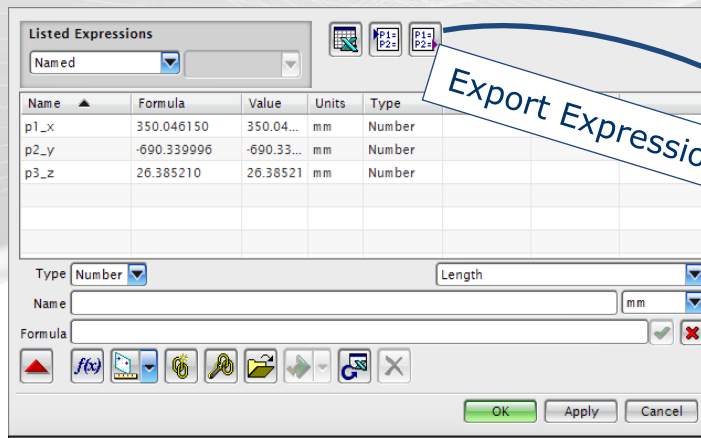 Listed Expressions
Named
P1=
P2=
P1=
P2=
Export Expressio
Name Formula Value Units Type
p1_x 350.046150 350.04... mm Number
p2_y -690.339996 -690.33... mm Number
p3_z 26.385210 26.38521 mm Number
Type Number Length
Name mm
Formula
f(x)
OK Apply Cancel